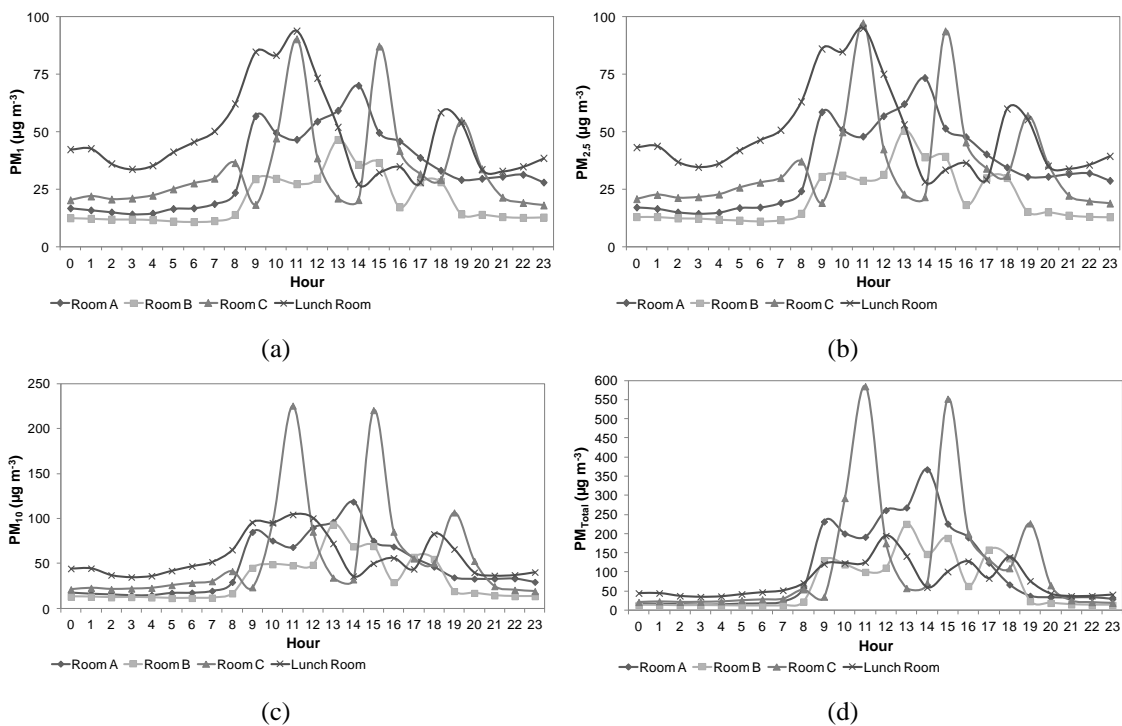 100
75
50
25
0
PM1 (µg m-3)
0 1 2 3 4 5 6 7 8 9 10 11 12 13 14 15 16 17 18 19 20 21 22 23
Hour
Room A Room B Room C Lunch Room
(a)
100
75
50
25
0
PM2.5 (µg m-3)
0 1 2 3 4 5 6 7 8 9 10 11 12 13 14 15 16 17 18 19 20 21 22 23
Hour
Room A Room B Room C Lunch Room
(b)
250
200
150
100
50
0
PM10 (µg m-3)
0 1 2 3 4 5 6 7 8 9 10 11 12 13 14 15 16 17 18 19 20 21 22 23
Hour
Room A Room B Room C Lunch Room
(c)
600
550
500
450
400
350
300
250
200
150
100
50
0
PMTotal (µg m-3)
0 1 2 3 4 5 6 7 8 9 10 11 12 13 14 15 16 17 18 19 20 21 22 23
Hour
Room A Room B Room C Lunch Room
(d)